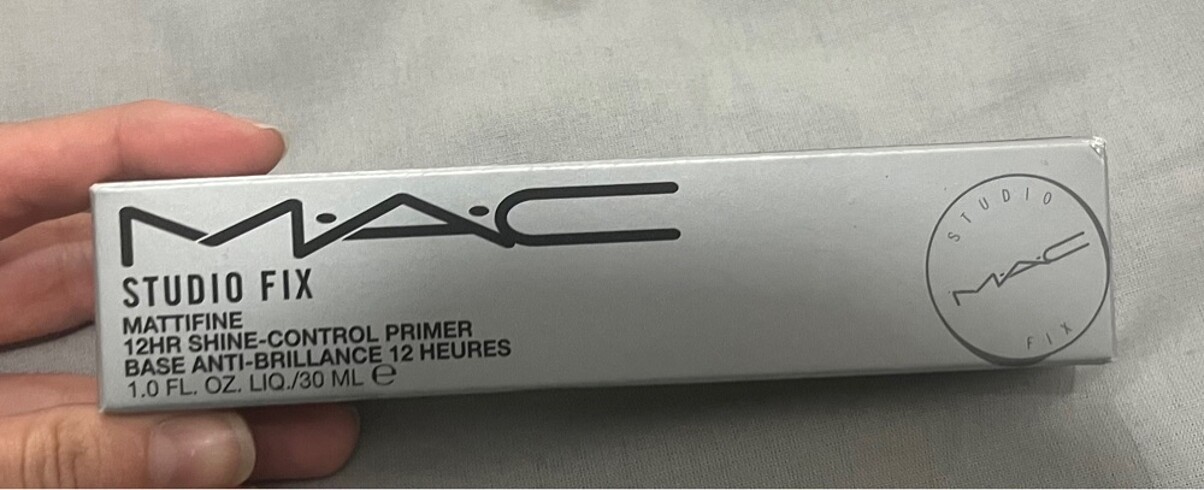 M·A·C
STUDIO FIX
MATTIFINE
12HR SHINE-CONTROL PRIMER
BASE ANTI-BRILLANCE 12 HEURES
1.0 FL. OZ. LIQ./30 ML ℮
STUDIO
M·A·C
FIX